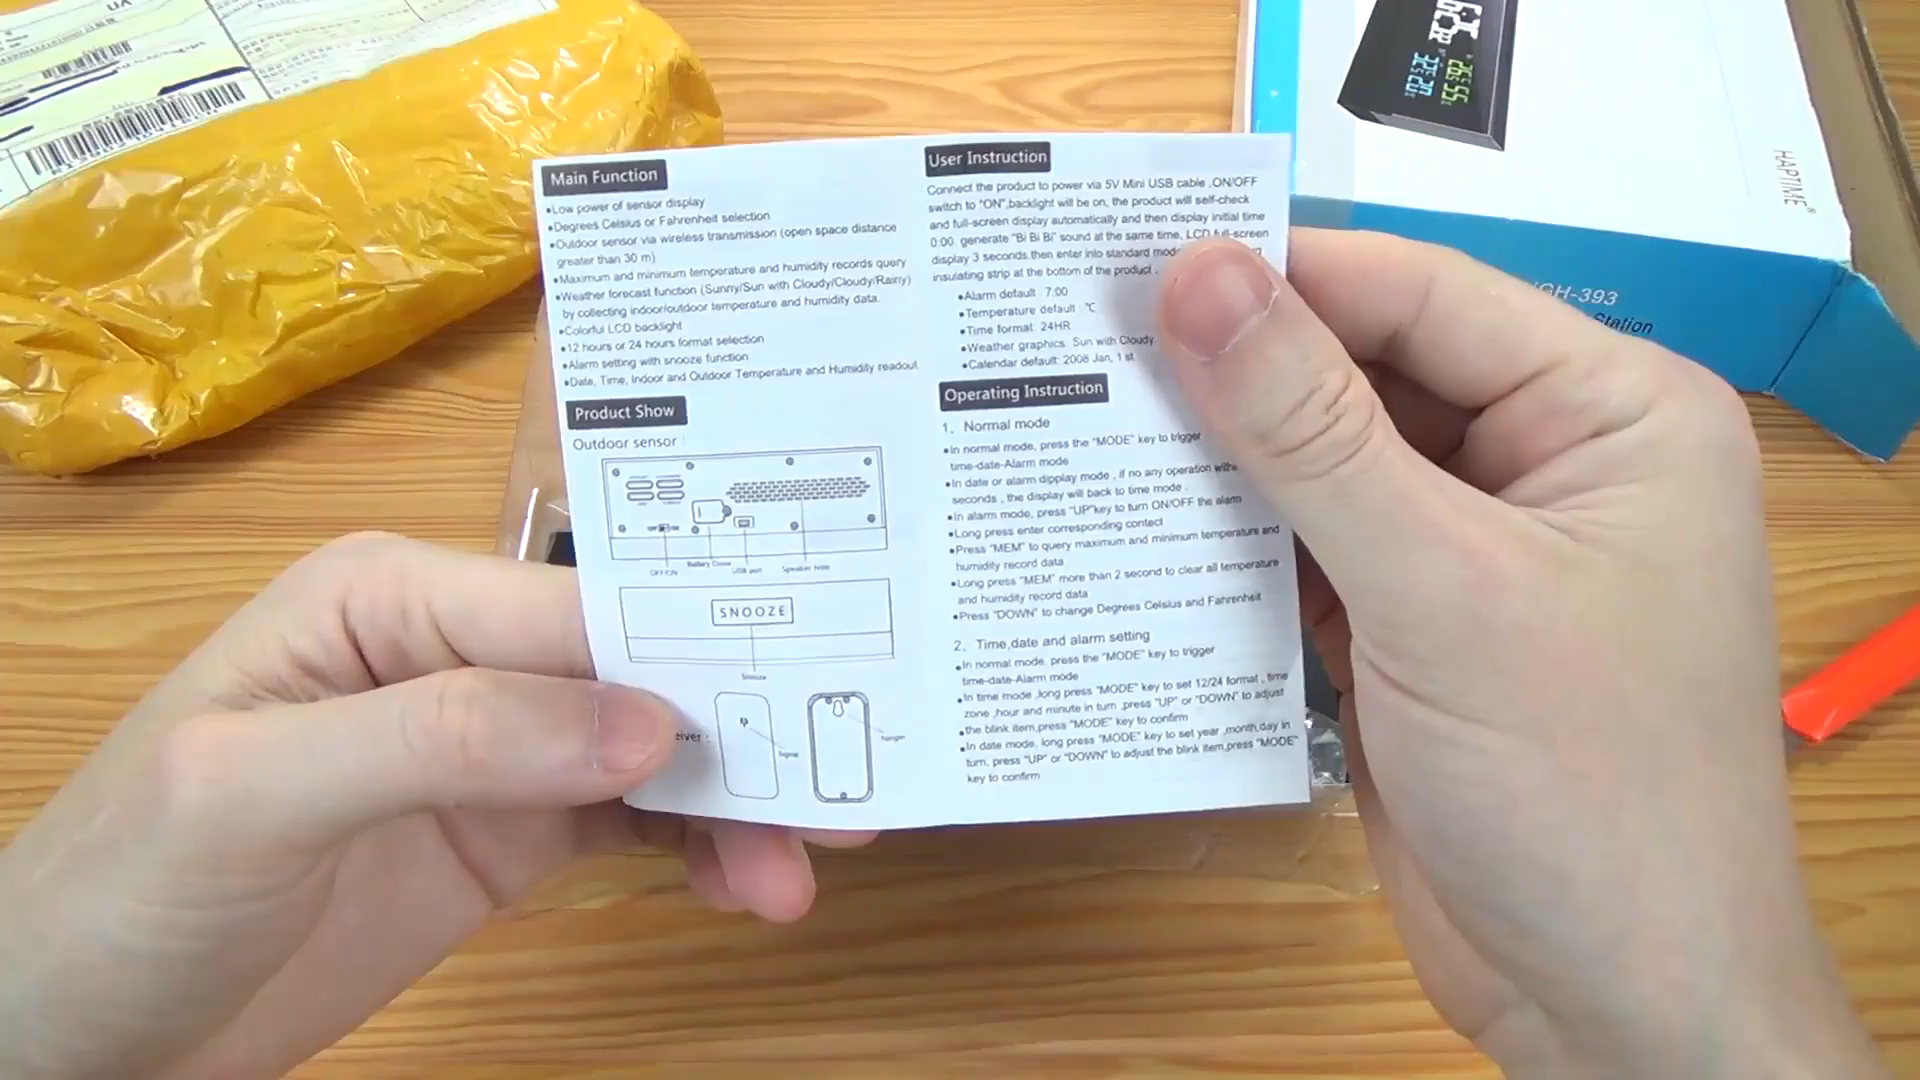 Main Function
•Low power of sensor display
•Degrees Celsius or Fahrenheit selection
•Outdoor sensor via wireless transmission (open space distance
greater than 30 m)
•Maximum and minimum temperature and humidity records query
•Weather forecast function (Sunny/Sun with Cloudy/Cloudy/Rainy)
by collecting indoor/outdoor temperature and humidity data.
•Colorful LCD backlight
•12 hours or 24 hours format selection
•Alarm setting with snooze function
•Date, Time, Indoor and Outdoor Temperature and Humidity readout.
Product Show
Outdoor sensor :
OFF/ON
Battery Cover
USB port
Speaker hole
SNOOZE
Snooze
eiver :
Signal
hanger
User Instruction
Connect the product to power via 5V Mini USB cable ,ON/OFF
switch to "ON",backlight will be on, the product will self-check
and full-screen display automatically and then display initial time
0:00. generate "Bi Bi Bi" sound at the same time, LCD full-screen
display 3 seconds,then enter into standard mod
insulating strip at the bottom of the product .
•Alarm default 7:00
•Temperature default ℃
•Time format: 24HR
•Weather graphics: Sun with Cloudy
•Calendar default: 2008 Jan, 1 st
Operating Instruction
1、Normal mode
•In normal mode, press the "MODE" key to trigger
time-date-Alarm mode
•In date or alarm dipplay mode , if no any operation
seconds , the display will back to time mode .
•In alarm mode, press "UP"key to turn ON/OFF the alarm
•Long press enter corresponding contect
•Press "MEM" to query maximum and minimum temperature and
humidity record data
•Long press "MEM" more than 2 second to clear all temperature
and humidity record data
•Press "DOWN" to change Degrees Celsius and Fahrenheit
2、Time,date and alarm setting
•In normal mode, press the "MODE" key to trigger
time-date-Alarm mode
•In time mode ,long press "MODE" key to set 12/24 format , time
zone ,hour and minute in turn ,press "UP" or "DOWN" to adjust
•the blink item,press "MODE" key to confirm
•In date mode, long press "MODE" key to set year ,month,day in
turn, press "UP" or "DOWN" to adjust the blink item,press "MODE"
key to confirm
HAPTIME®
GH-393
Station
UA